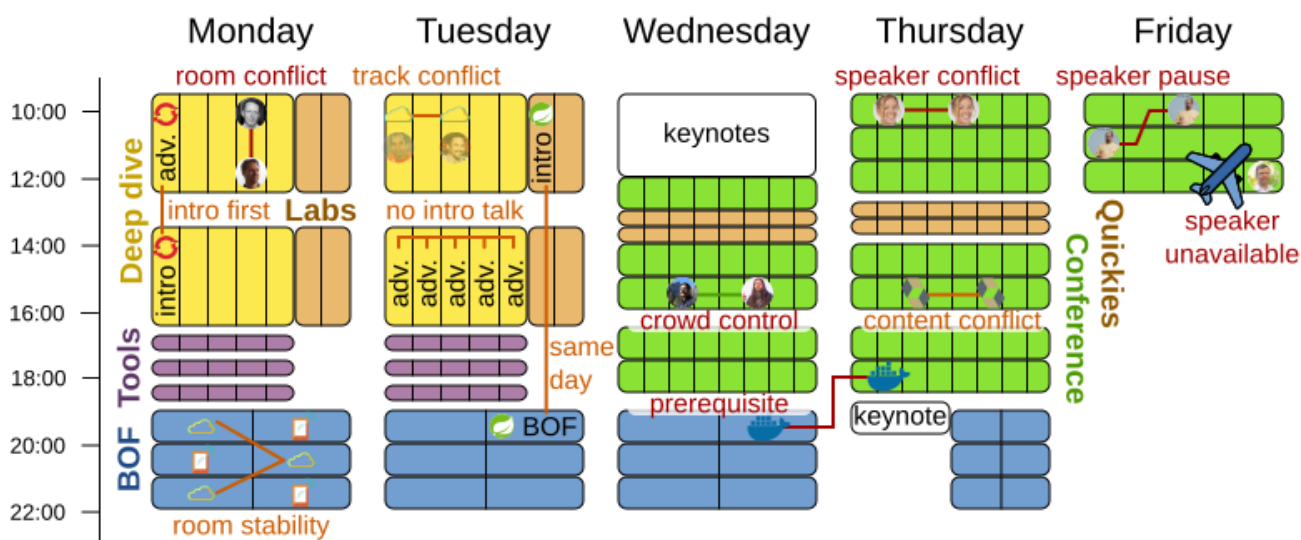 Monday
Tuesday
Wednesday
Thursday
Friday
room conflict
track conflict
speaker conflict
speaker pause
10:00
12:00
14:00
16:00
18:00
20:00
22:00
Deep dive
adv.
intro
keynotes
intro first
Labs
no intro talk
intro
adv.
adv.
adv.
adv.
adv.
Quickies
Conference
speaker
unavailable
crowd control
content conflict
Tools
same
day
prerequisite
keynote
BOF
BOF
room stability